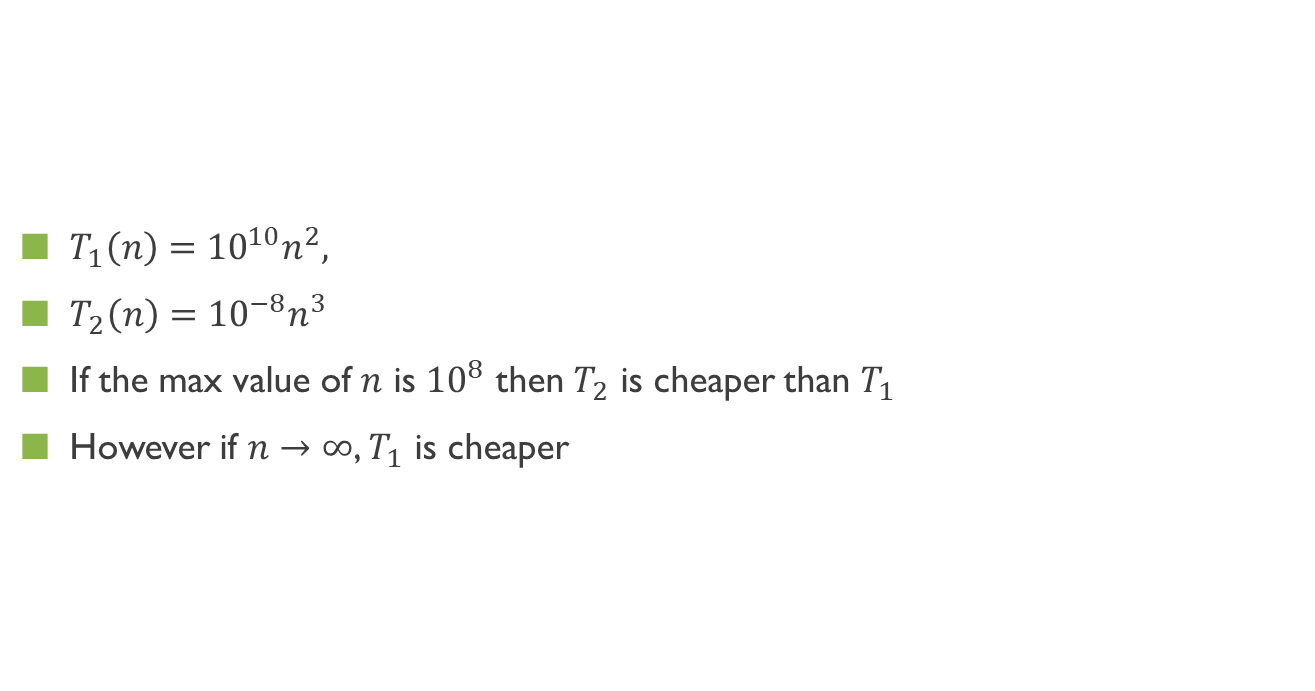 T₁(n) = 10¹⁰n²,
T₂(n) = 10⁻⁸n³
If the max value of n is 10⁸ then T₂ is cheaper than T₁
However if n → ∞, T₁ is cheaper